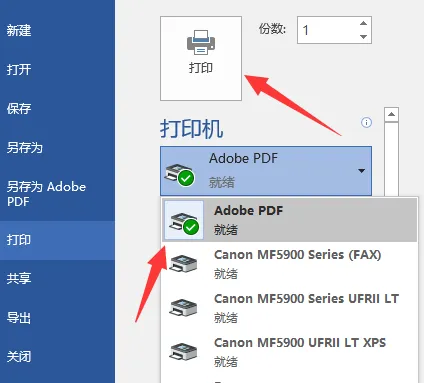 新建
打开
保存
另存为
另存为 Adobe
PDF
打印
共享
导出
关闭
打印
份数:
1
打印机
Adobe PDF
就绪
Adobe PDF
就绪
Canon MF5900 Series (FAX)
就绪
Canon MF5900 Series UFRII LT
就绪
Canon MF5900 UFRII LT XPS
就绪